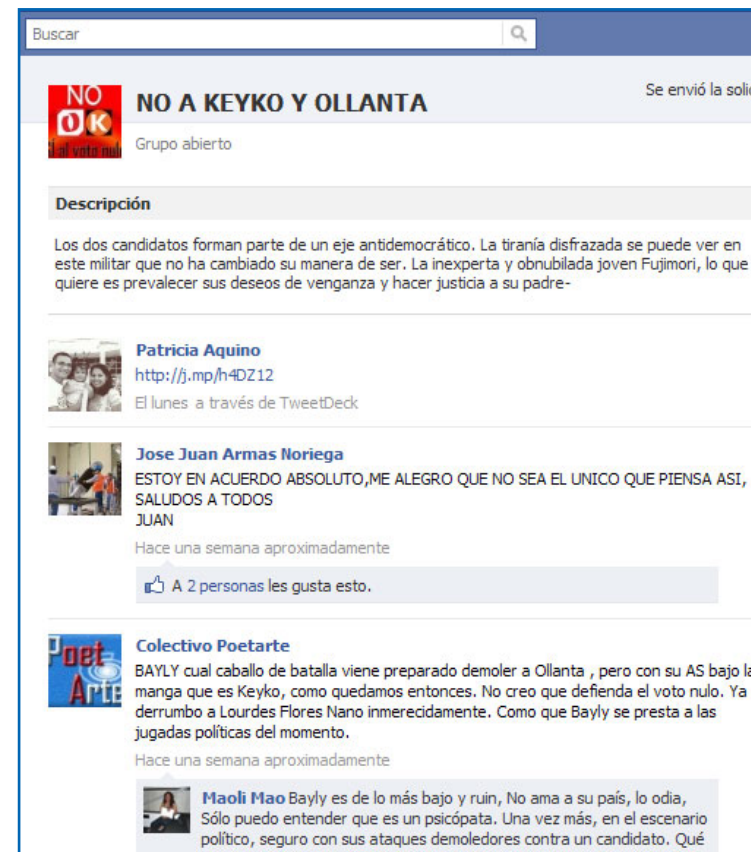 Buscar
NO A KEYKO Y OLLANTA
Se envió la solic
NO
OK
Sí al voto nulo
Grupo abierto
Descripción
Los dos candidatos forman parte de un eje antidemocrático. La tiranía disfrazada se puede ver en
este militar que no ha cambiado su manera de ser. La inexperta y obnubilada joven Fujimori, lo que
quiere es prevalecer sus deseos de venganza y hacer justicia a su padre-
Patricia Aquino
http://j.mp/h4DZ12
El lunes a través de TweetDeck
Jose Juan Armas Noriega
ESTOY EN ACUERDO ABSOLUTO,ME ALEGRO QUE NO SEA EL UNICO QUE PIENSA ASI,
SALUDOS A TODOS
JUAN
Hace una semana aproximadamente
A 2 personas les gusta esto.
Poet
Arte
Colectivo Poetarte
BAYLY cual caballo de batalla viene preparado demoler a Ollanta , pero con su AS bajo la
manga que es Keyko, como quedamos entonces. No creo que defienda el voto nulo. Ya
derrumbo a Lourdes Flores Nano inmerecidamente. Como que Bayly se presta a las
jugadas políticas del momento.
Hace una semana aproximadamente
Maoli Mao Bayly es de lo más bajo y ruin, No ama a su país, lo odia,
Sólo puedo entender que es un psicópata. Una vez más, en el escenario
político, seguro con sus ataques demoledores contra un candidato. Qué